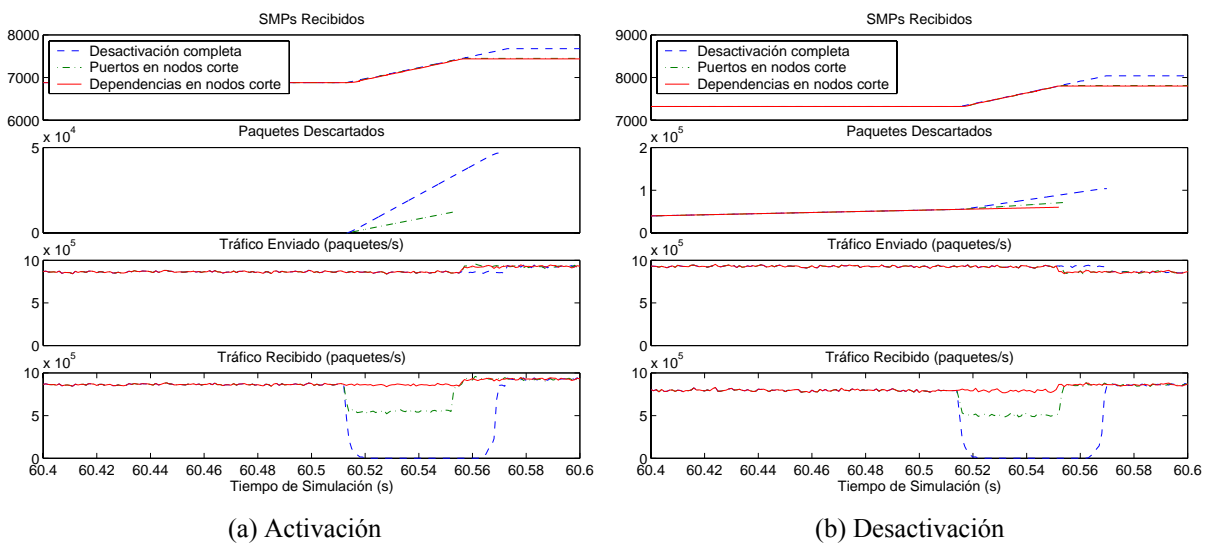 SMPs Recibidos
8000
7000
6000
Desactivación completa
Puertos en nodos corte
Dependencias en nodos corte
x 10^4
Paquetes Descartados
5
0
x 10^5
Tráfico Enviado (paquetes/s)
10
5
0
x 10^5
Tráfico Recibido (paquetes/s)
10
5
0
60.4 60.42 60.44 60.46 60.48 60.5 60.52 60.54 60.56 60.58 60.6
Tiempo de Simulación (s)
(a) Activación
SMPs Recibidos
9000
8000
7000
Desactivación completa
Puertos en nodos corte
Dependencias en nodos corte
x 10^5
Paquetes Descartados
2
1
0
x 10^5
Tráfico Enviado (paquetes/s)
10
5
0
x 10^5
Tráfico Recibido (paquetes/s)
10
5
0
60.4 60.42 60.44 60.46 60.48 60.5 60.52 60.54 60.56 60.58 60.6
Tiempo de Simulación (s)
(b) Desactivación